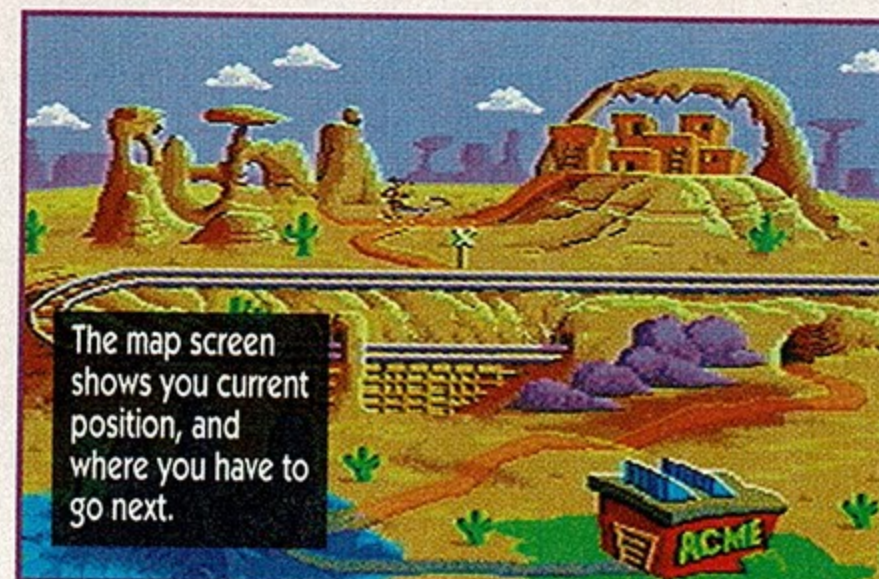 The map screen
shows you current
position, and
where you have to
go next.
ACME